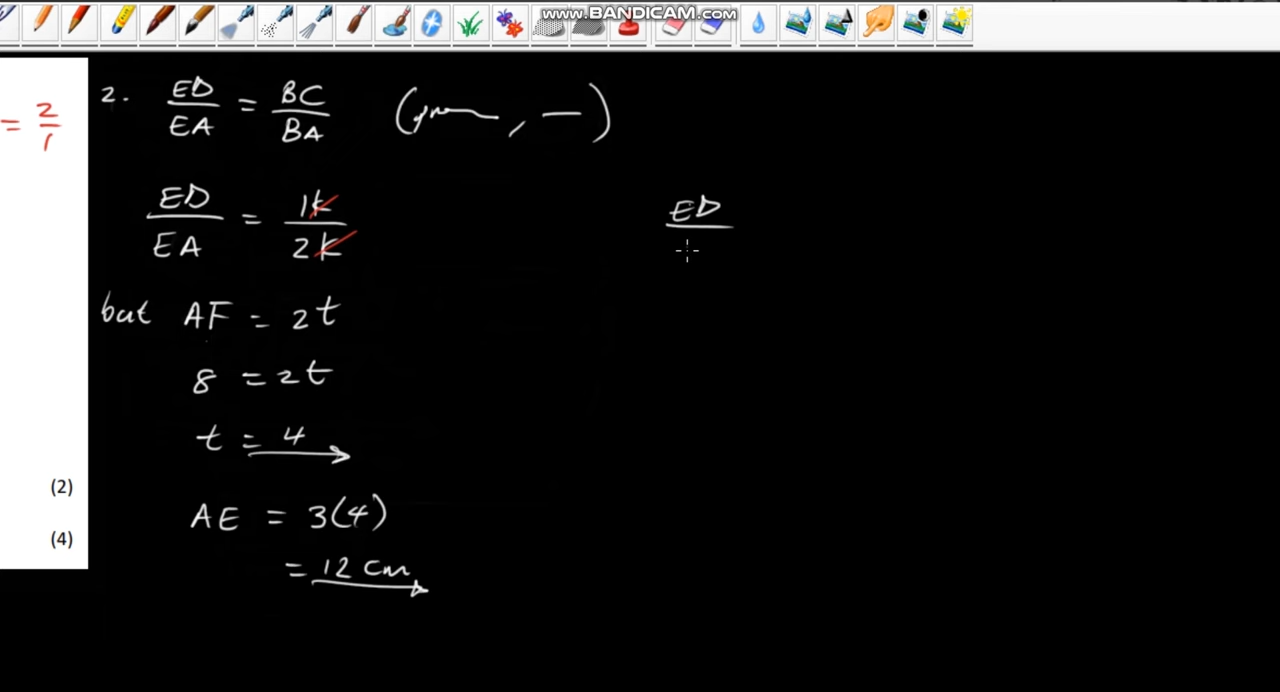 www.BANDICAM.com
= 2/1
2. ED/EA = BC/BA ( , — )
ED/EA = 1k/2k
but AF = 2t
8 = 2t
t = 4
AE = 3(4)
= 12 cm
ED
(2)
(4)